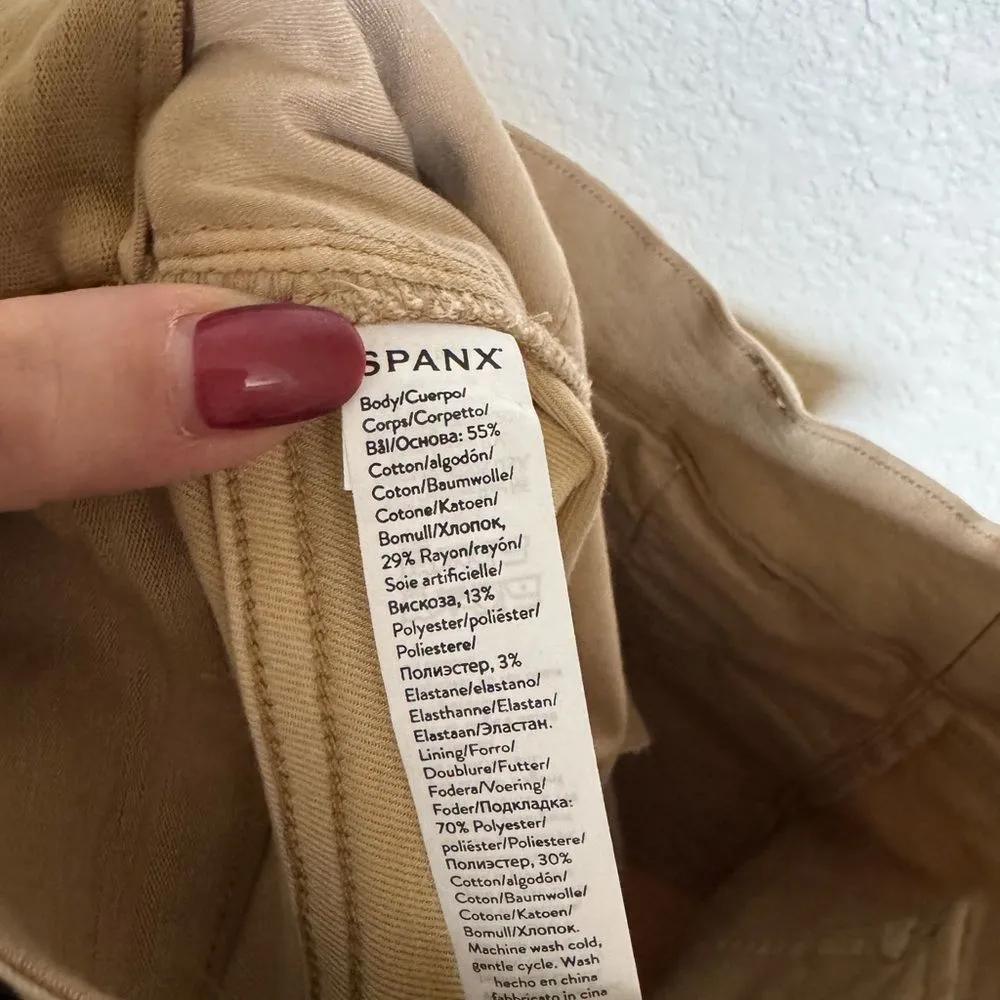 SPANX
Body/Cuerpo/
Corps/Corpetto/
Bål/Основа: 55%
Cotton/algodón/
Coton/Baumwolle/
Cotone/Katoen/
Bomull/Хлопок,
29% Rayon/rayón/
Soie artificielle/
Вискоза, 13%
Polyester/poliéster/
Poliestere/
Полиэстер, 3%
Elastane/elastano/
Elasthanne/Elastan/
Elastaan/Эластан.
Lining/Forro/
Doublure/Futter/
Fodera/Voering/
Foder/Подкладка:
70% Polyester/
poliéster/Poliestere/
Полиэстер, 30%
Cotton/algodón/
Coton/Baumwolle/
Cotone/Katoen/
Bomull/Хлопок.
Machine wash cold,
gentle cycle. Wash
hecho en china
fabbricato in cina